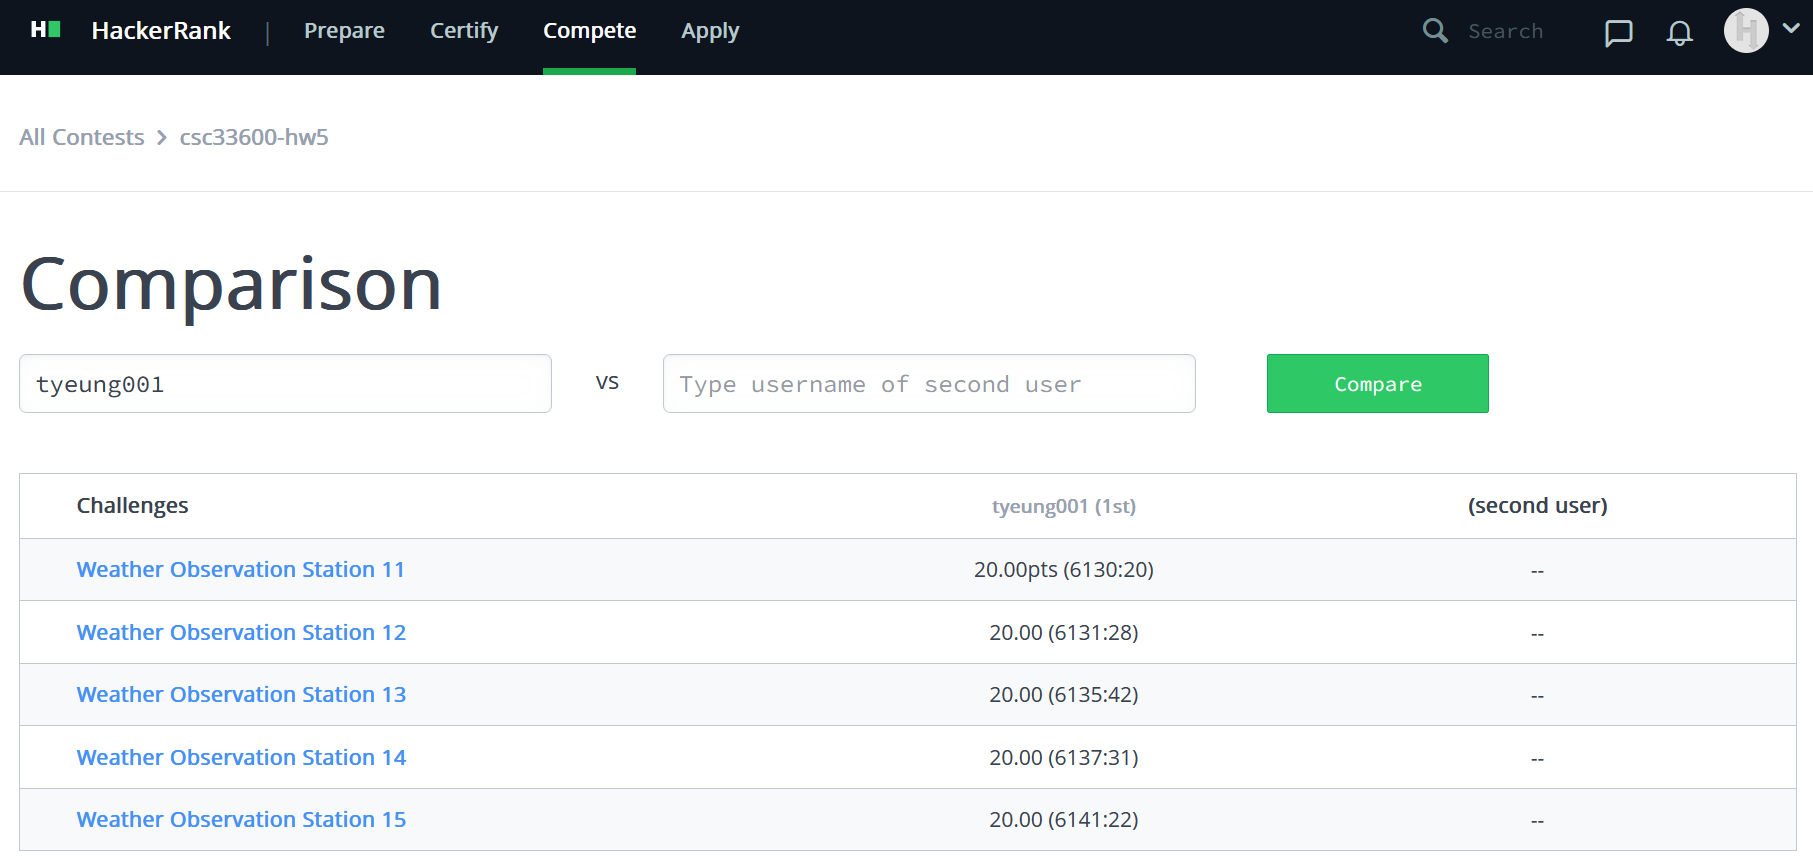 H HackerRank | Prepare Certify Compete Apply Search
All Contests > csc33600-hw5
Comparison
tyeung001 vs Type username of second user Compare
Challenges tyeung001 (1st) (second user)
Weather Observation Station 11 20.00pts (6130:20) --
Weather Observation Station 12 20.00 (6131:28) --
Weather Observation Station 13 20.00 (6135:42) --
Weather Observation Station 14 20.00 (6137:31) --
Weather Observation Station 15 20.00 (6141:22) --